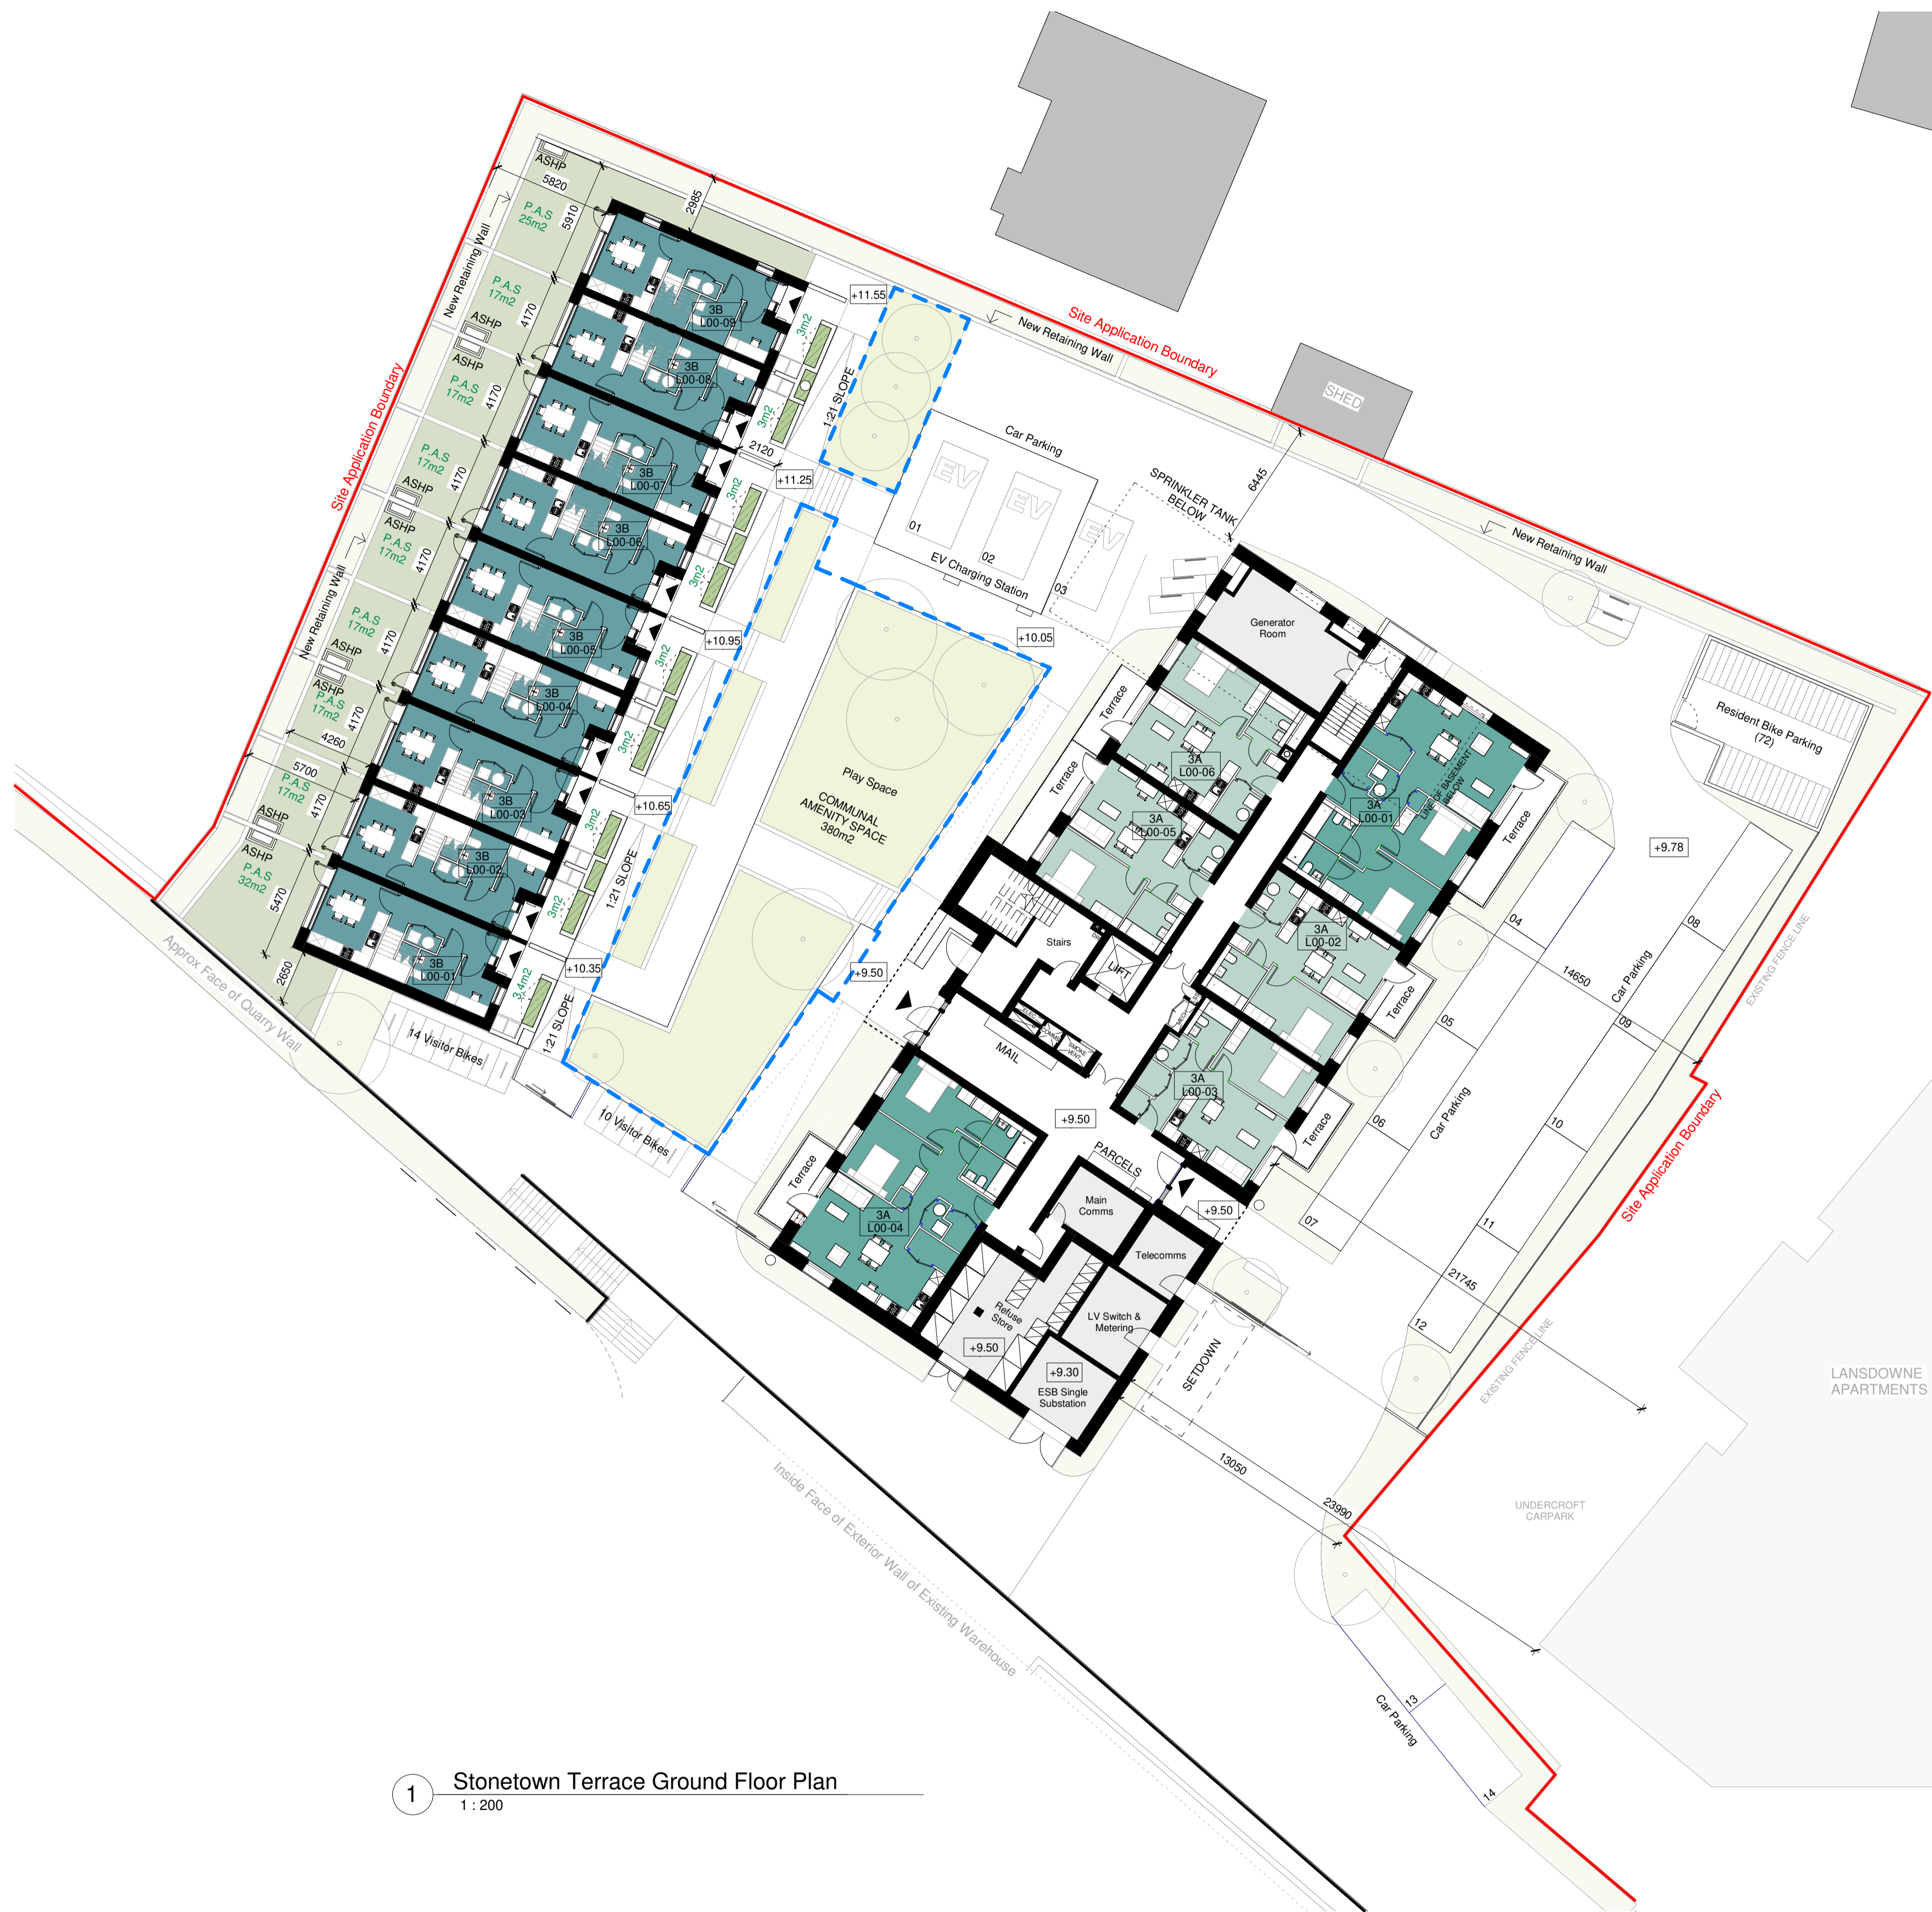 ASHP
5820
P.A.S
25m2
5910
2985
New Retaining Wall
P.A.S
17m2
4170
ASHP
ASHP
P.A.S
17m2
4170
P.A.S
17m2
4170
ASHP
ASHP
P.A.S
17m2
4170
New Retaining Wall
P.A.S
17m2
4170
ASHP
ASHP
P.A.S
17m2
4170
4260
5700
P.A.S
17m2
4170
ASHP
ASHP
P.A.S
32m2
5470
2650
Site Application Boundary
3B
L00-09
3B
L00-08
3B
L00-07
3B
L00-06
3B
L00-05
3B
L00-04
3B
L00-03
3B
L00-02
3B
L00-01
3m2
3m2
3m2
3m2
3m2
3m2
3m2
3m2
3.4m2
2120
1:21 SLOPE
1:21 SLOPE
1:21 SLOPE
+11.55
+11.25
+10.95
+10.65
+10.35
14 Visitor Bikes
10 Visitor Bikes
Approx Face of Quarry Wall
New Retaining Wall
Site Application Boundary
SHED
Car Parking
EV
EV
EV
01
02
03
EV Charging Station
SPRINKLER TANK
BELOW
6445
New Retaining Wall
+10.05
Play Space
COMMUNAL
AMENITY SPACE
380m2
+9.50
Generator
Room
Terrace
Terrace
3A
L00-06
3A
L00-05
3A
L00-01
LINE OF BASEMENT
BELOW
Terrace
3A
L00-02
Terrace
3A
L00-03
Terrace
Stairs
LIFT
MECH
ELEC
COMMS
SMOKE
VENT
MAIL
+9.50
PARCELS
Main
Comms
Telecomms
+9.50
LV Switch &
Metering
Refuse
Store
+9.50
+9.30
ESB Single
Substation
SETDOWN
Terrace
3A
L00-04
Resident Bike Parking
(72)
+9.78
04
05
06
07
08
09
10
11
12
14650
Car Parking
Car Parking
EXISTING FENCE LINE
Site Application Boundary
21745
EXISTING FENCE LINE
13050
23990
LANSDOWNE
APARTMENTS
UNDERCROFT
CARPARK
13
Car Parking
14
Inside Face of Exterior Wall of Existing Warehouse
1
Stonetown Terrace Ground Floor Plan
1 : 200